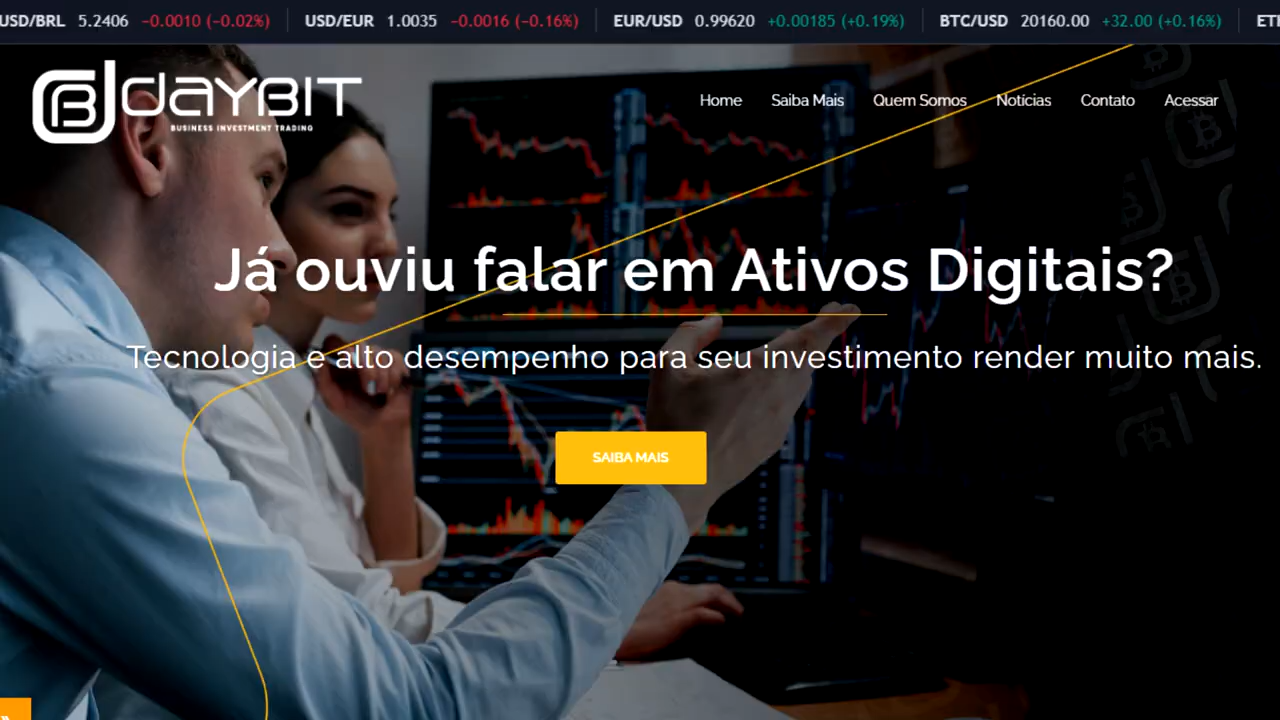 USD/BRL 5.2406 −0.0010 (−0.02%) USD/EUR 1.0035 −0.0016 (−0.16%) EUR/USD 0.99620 +0.00185 (+0.19%) BTC/USD 20160.00 +32.00 (+0.16%)
DAYBIT
BUSINESS INVESTMENT TRADING
Home Saiba Mais Quem Somos Notícias Contato Acessar
Já ouviu falar em Ativos Digitais?
Tecnologia e alto desempenho para seu investimento render muito mais.
SAIBA MAIS